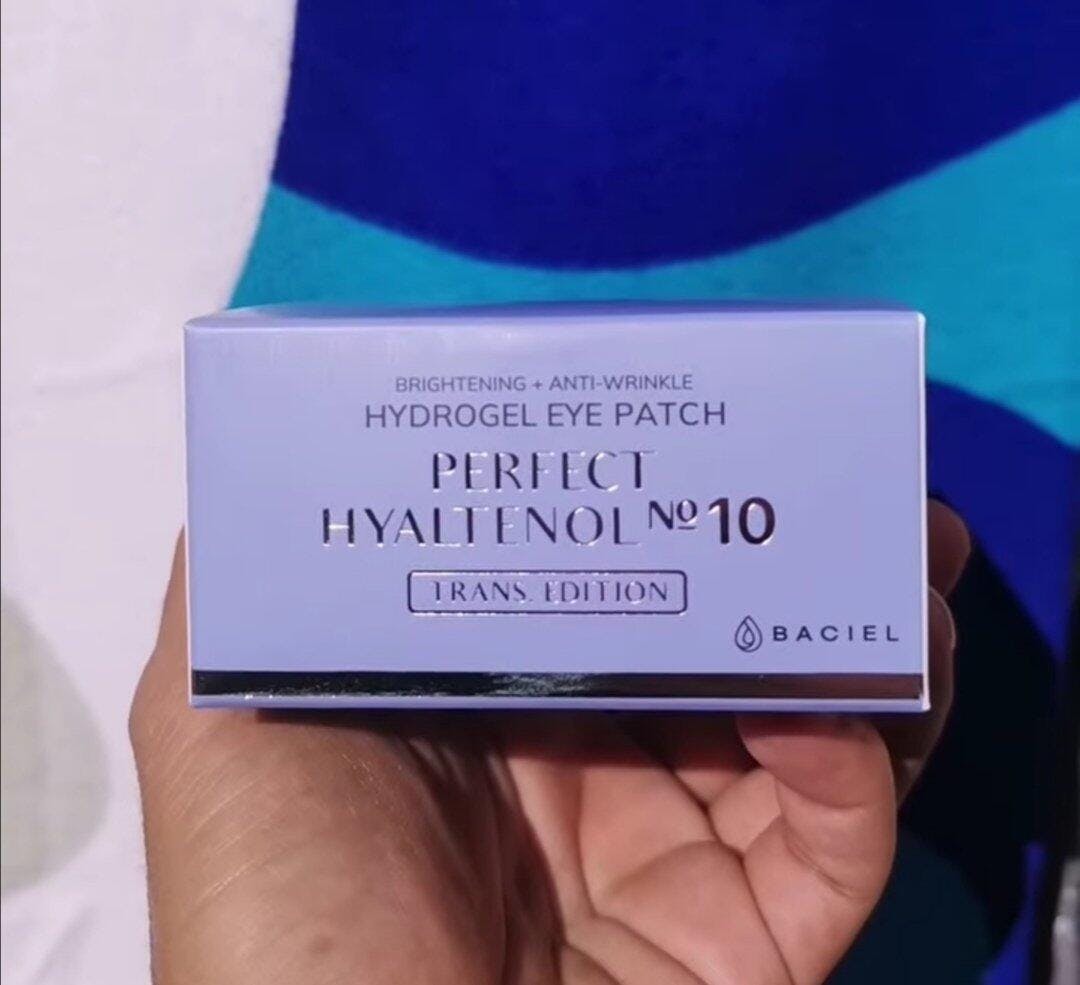 BRIGHTENING + ANTI-WRINKLE
HYDROGEL EYE PATCH
PERFECT
HYALTENOL Nº 10
TRANS. EDITION
BACIEL